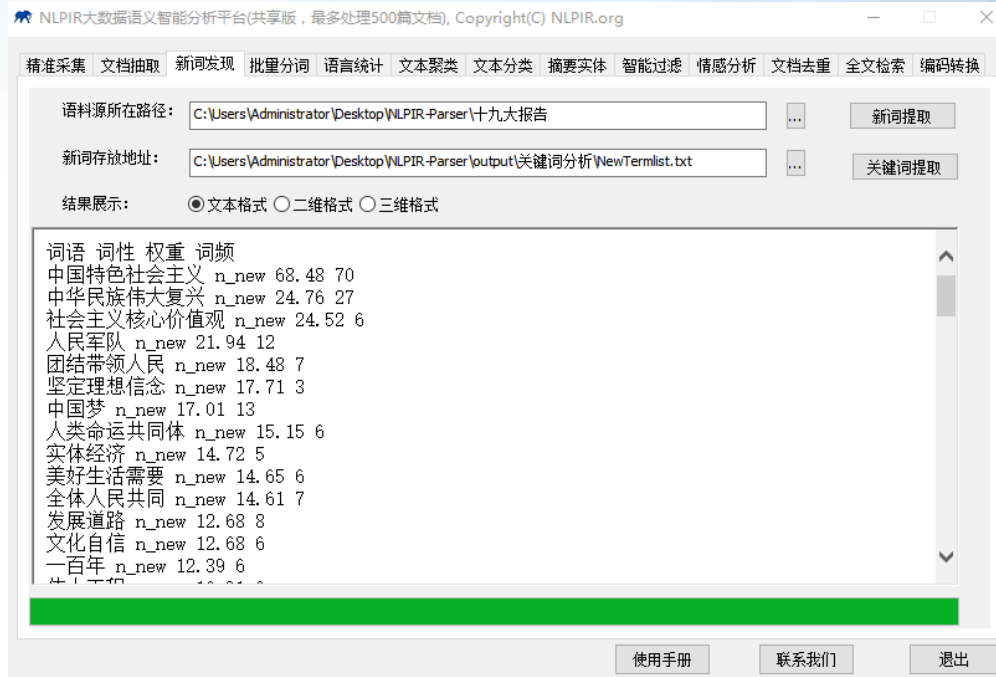 NLPIR大数据语义智能分析平台(共享版，最多处理500篇文档), Copyright(C) NLPIR.org
精准采集 文档抽取 新词发现 批量分词 语言统计 文本聚类 文本分类 摘要实体 智能过滤 情感分析 文档去重 全文检索 编码转换
语料源所在路径： C:\Users\Administrator\Desktop\NLPIR-Parser\十九大报告 ... 新词提取
新词存放地址： C:\Users\Administrator\Desktop\NLPIR-Parser\output\关键词分析\NewTermlist.txt ... 关键词提取
结果展示： 文本格式 二维格式 三维格式
词语 词性 权重 词频
中国特色社会主义 n_new 68.48 70
中华民族伟大复兴 n_new 24.76 27
社会主义核心价值观 n_new 24.52 6
人民军队 n_new 21.94 12
团结带领人民 n_new 18.48 7
坚定理想信念 n_new 17.71 3
中国梦 n_new 17.01 13
人类命运共同体 n_new 15.15 6
实体经济 n_new 14.72 5
美好生活需要 n_new 14.65 6
全体人民共同 n_new 14.61 7
发展道路 n_new 12.68 8
文化自信 n_new 12.68 6
一百年 n_new 12.39 6
使用手册 联系我们 退出